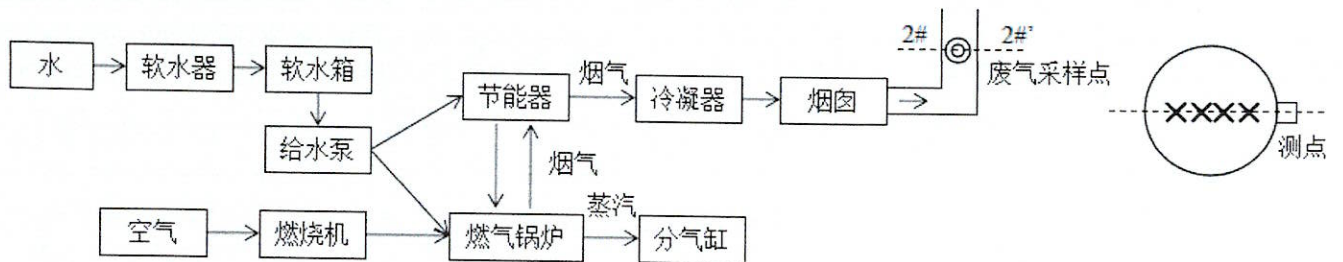 水
软水器
软水箱
给水泵
节能器
烟气
冷凝器
烟囱
2#
2#'
废气采样点
测点
烟气
空气
燃烧机
燃气锅炉
蒸汽
分气缸